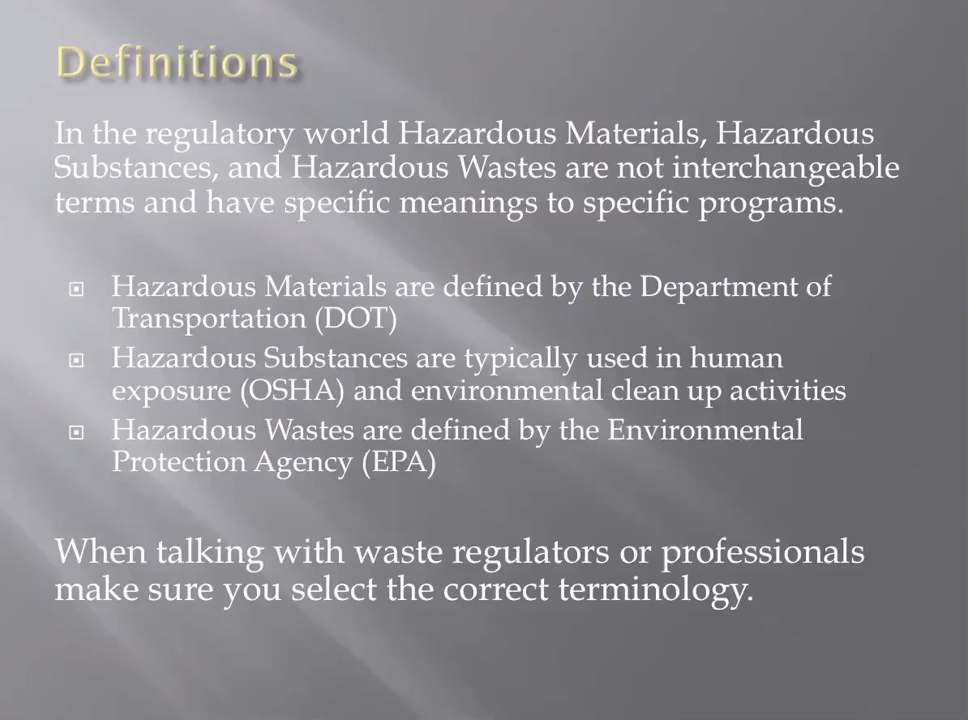 Definitions
In the regulatory world Hazardous Materials, Hazardous
Substances, and Hazardous Wastes are not interchangeable
terms and have specific meanings to specific programs.
Hazardous Materials are defined by the Department of
Transportation (DOT)
Hazardous Substances are typically used in human
exposure (OSHA) and environmental clean up activities
Hazardous Wastes are defined by the Environmental
Protection Agency (EPA)
When talking with waste regulators or professionals
make sure you select the correct terminology.